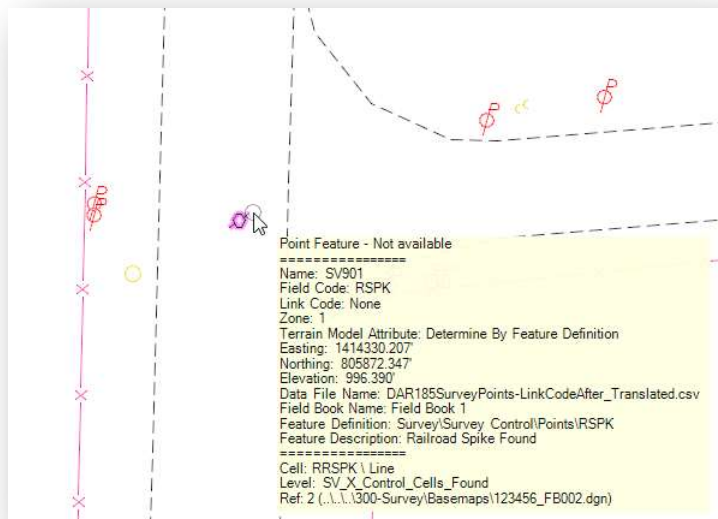 P
P
P
P
Point Feature - Not available
================
Name: SV901
Field Code: RSPK
Link Code: None
Zone: 1
Terrain Model Attribute: Determine By Feature Definition
Easting: 1414330.207'
Northing: 805872.347'
Elevation: 996.390'
Data File Name: DAR185SurveyPoints-LinkCodeAfter_Translated.csv
Field Book Name: Field Book 1
Feature Definition: Survey\Survey Control\Points\RSPK
Feature Description: Railroad Spike Found
================
Cell: RRSPK \ Line
Level: SV_X_Control_Cells_Found
Ref: 2 (..\..\..\300-Survey\Basemaps\123456_FB002.dgn)